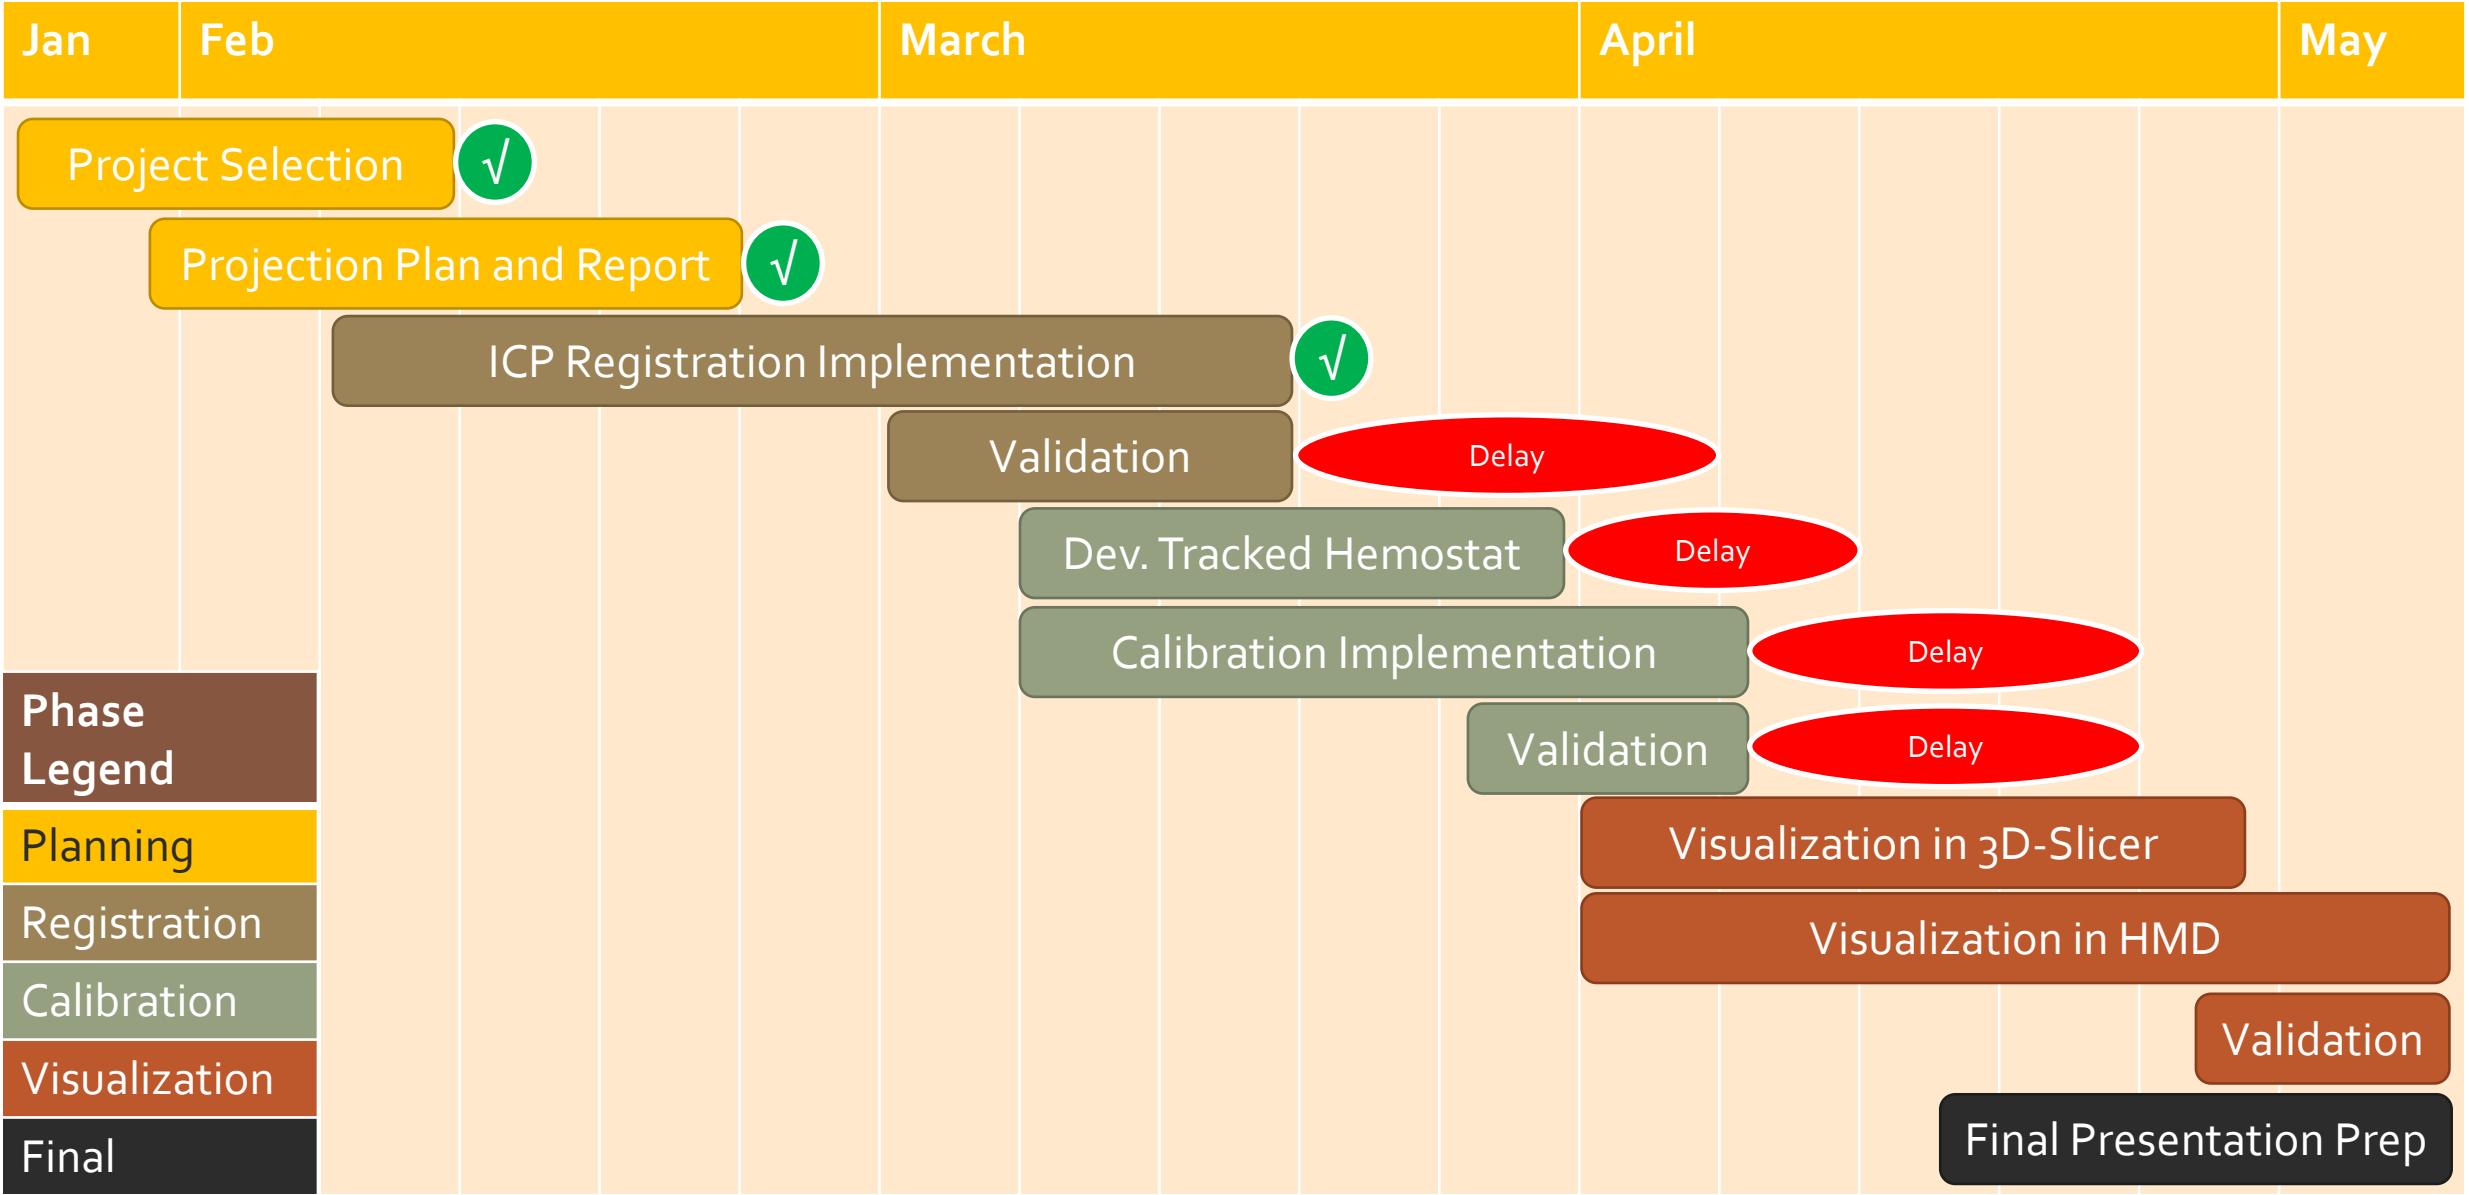 Jan Feb March April May
Project Selection √
Projection Plan and Report √
ICP Registration Implementation √
Validation Delay
Dev. Tracked Hemostat Delay
Calibration Implementation Delay
Validation Delay
Visualization in 3D-Slicer
Visualization in HMD
Validation
Final Presentation Prep
Phase
Legend
Planning
Registration
Calibration
Visualization
Final